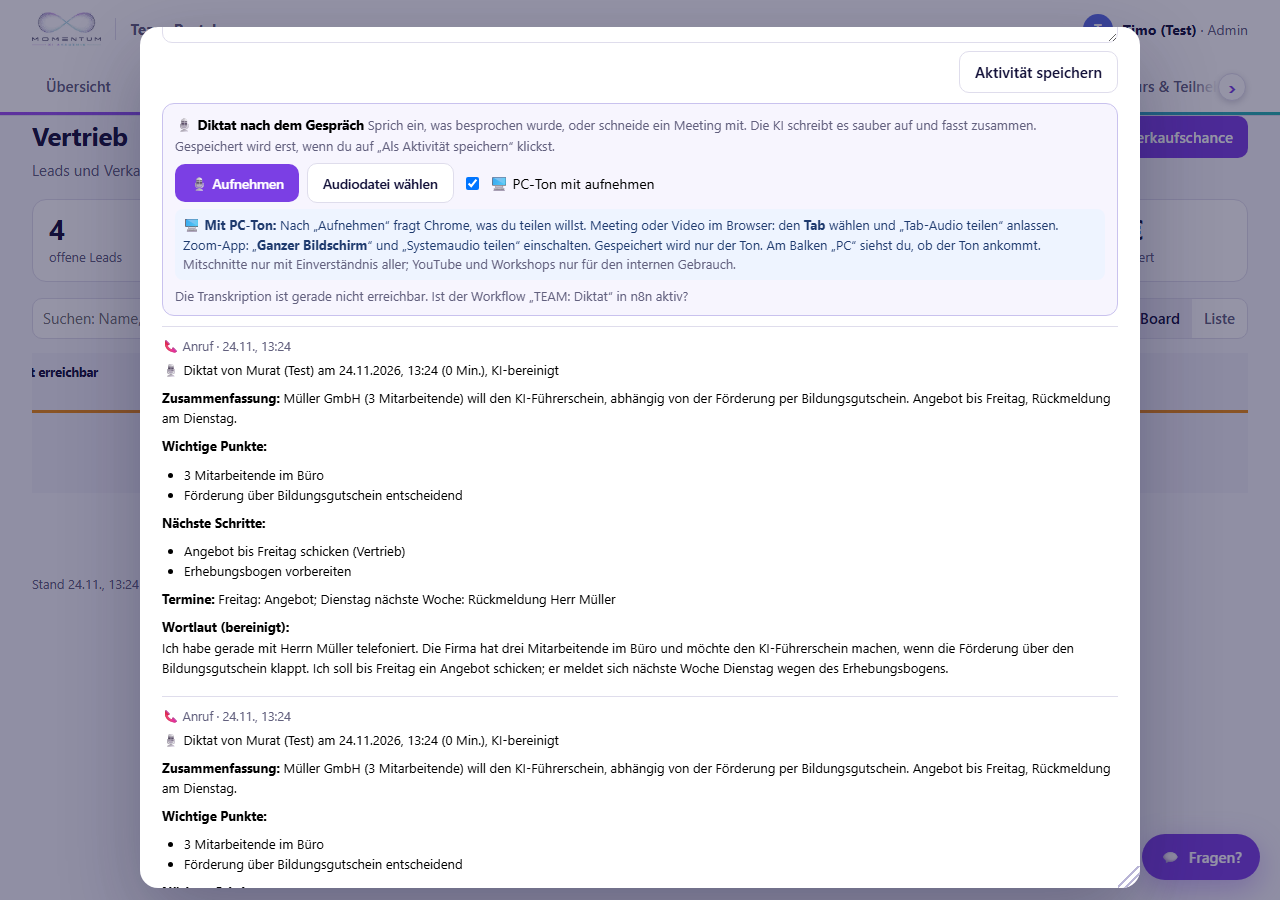 MOMENTUM
Timo (Test) · Admin
Aktivität speichern
Übersicht
Vertrieb
Leads und Verka
erkaufschance
Diktat nach dem Gespräch Sprich ein, was besprochen wurde, oder schneide ein Meeting mit. Die KI schreibt es sauber auf und fasst zusammen.
Gespeichert wird erst, wenn du auf „Als Aktivität speichern“ klickst.
Aufnehmen
Audiodatei wählen
PC-Ton mit aufnehmen
4
offene Leads
Mit PC-Ton: Nach „Aufnehmen“ fragt Chrome, was du teilen willst. Meeting oder Video im Browser: den Tab wählen und „Tab-Audio teilen“ anlassen.
Zoom-App: „Ganzer Bildschirm“ und „Systemaudio teilen“ einschalten. Gespeichert wird nur der Ton. Am Balken „PC“ siehst du, ob der Ton ankommt.
Mitschnitte nur mit Einverständnis aller; YouTube und Workshops nur für den internen Gebrauch.
Die Transkription ist gerade nicht erreichbar. Ist der Workflow „TEAM: Diktat“ in n8n aktiv?
Suchen: Name,
Board
Liste
t erreichbar
Anruf · 24.11., 13:24
Diktat von Murat (Test) am 24.11.2026, 13:24 (0 Min.), KI-bereinigt
Zusammenfassung: Müller GmbH (3 Mitarbeitende) will den KI-Führerschein, abhängig von der Förderung per Bildungsgutschein. Angebot bis Freitag, Rückmeldung
am Dienstag.
Wichtige Punkte:
3 Mitarbeitende im Büro
Förderung über Bildungsgutschein entscheidend
Nächste Schritte:
Angebot bis Freitag schicken (Vertrieb)
Erhebungsbogen vorbereiten
Stand 24.11., 13:24
Termine: Freitag: Angebot; Dienstag nächste Woche: Rückmeldung Herr Müller
Wortlaut (bereinigt):
Ich habe gerade mit Herrn Müller telefoniert. Die Firma hat drei Mitarbeitende im Büro und möchte den KI-Führerschein machen, wenn die Förderung über den
Bildungsgutschein klappt. Ich soll bis Freitag ein Angebot schicken; er meldet sich nächste Woche Dienstag wegen des Erhebungsbogens.
Anruf · 24.11., 13:24
Diktat von Murat (Test) am 24.11.2026, 13:24 (0 Min.), KI-bereinigt
Zusammenfassung: Müller GmbH (3 Mitarbeitende) will den KI-Führerschein, abhängig von der Förderung per Bildungsgutschein. Angebot bis Freitag, Rückmeldung
am Dienstag.
Wichtige Punkte:
3 Mitarbeitende im Büro
Förderung über Bildungsgutschein entscheidend
Fragen?